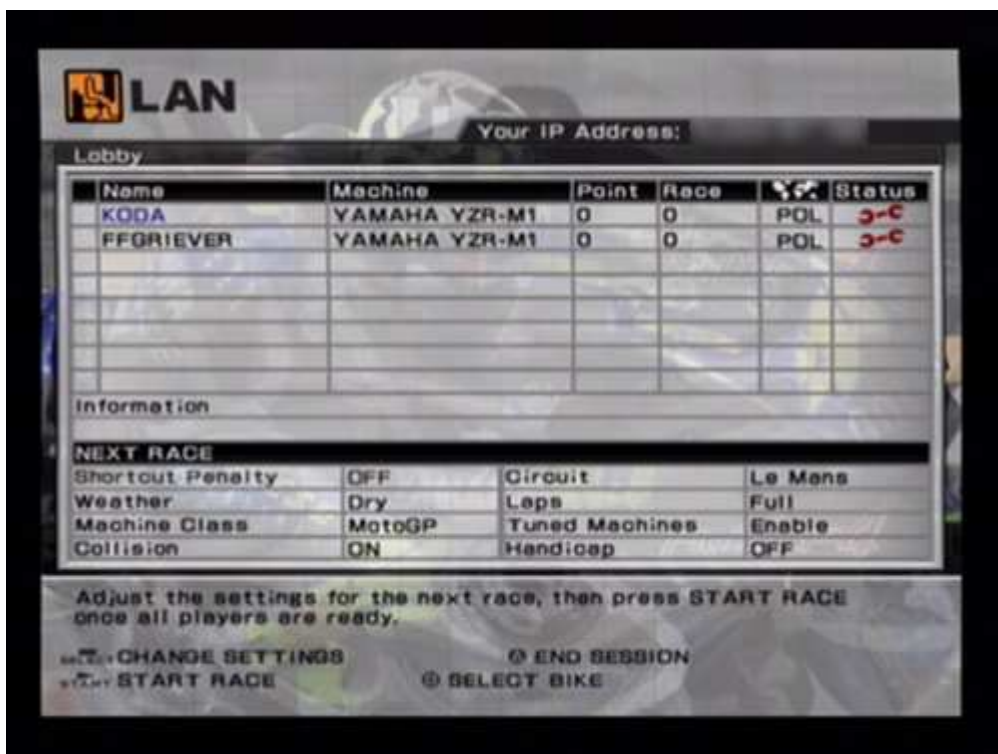 LAN
Your IP Address:
Lobby
Name Machine Point Race Status
KODA YAMAHA YZR-M1 0 0 POL
FFGRIEVER YAMAHA YZR-M1 0 0 POL
Information
NEXT RACE
Shortcut Penalty OFF Circuit Le Mans
Weather Dry Laps Full
Machine Class MotoGP Tuned Machines Enable
Collision ON Handicap OFF
Adjust the settings for the next race, then press START RACE
once all players are ready.
SELECT CHANGE SETTINGS END SESSION
START START RACE SELECT BIKE